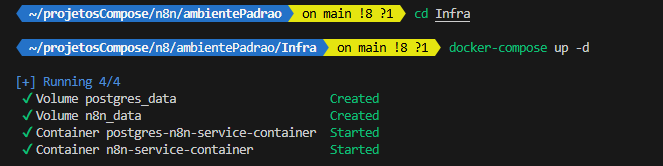 ~/projetosCompose/n8n/ambientePadrao on main !8 ?1 cd Infra
~/projetosCompose/n8/ambientePadrao/Infra on main !8 ?1 docker-compose up -d
[+] Running 4/4
✓ Volume postgres_data Created
✓ Volume n8n_data Created
✓ Container postgres-n8n-service-container Started
✓ Container n8n-service-container Started